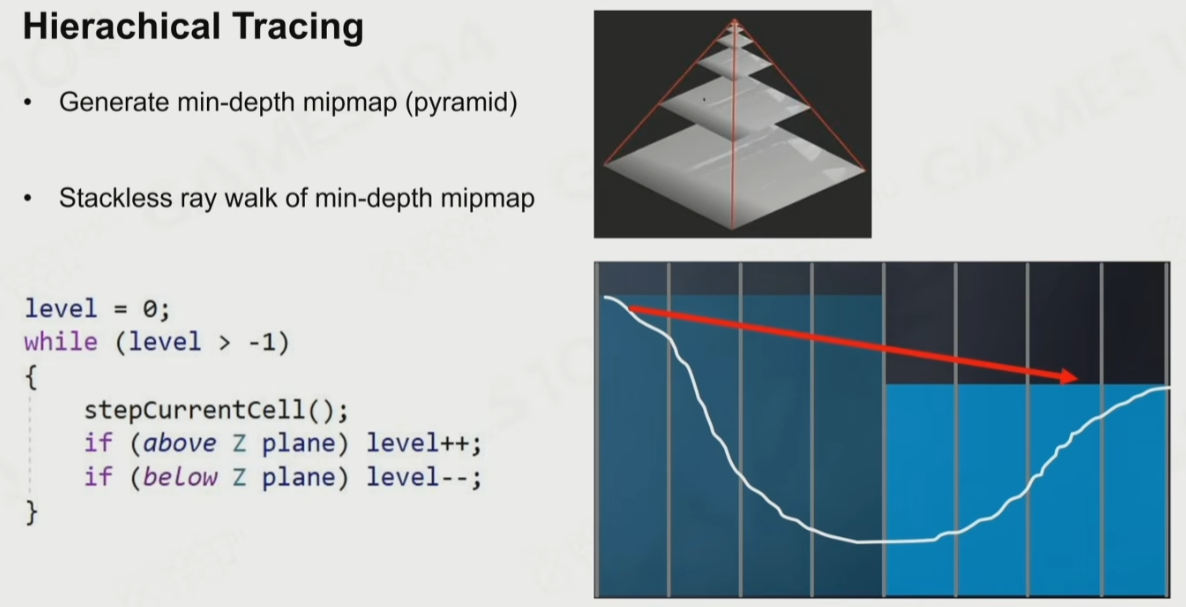 Hierachical Tracing
• Generate min-depth mipmap (pyramid)
• Stackless ray walk of min-depth mipmap
level = 0;
while (level > -1)
{
stepCurrentCell();
if (above Z plane) level++;
if (below Z plane) level--;
}
GAMES104